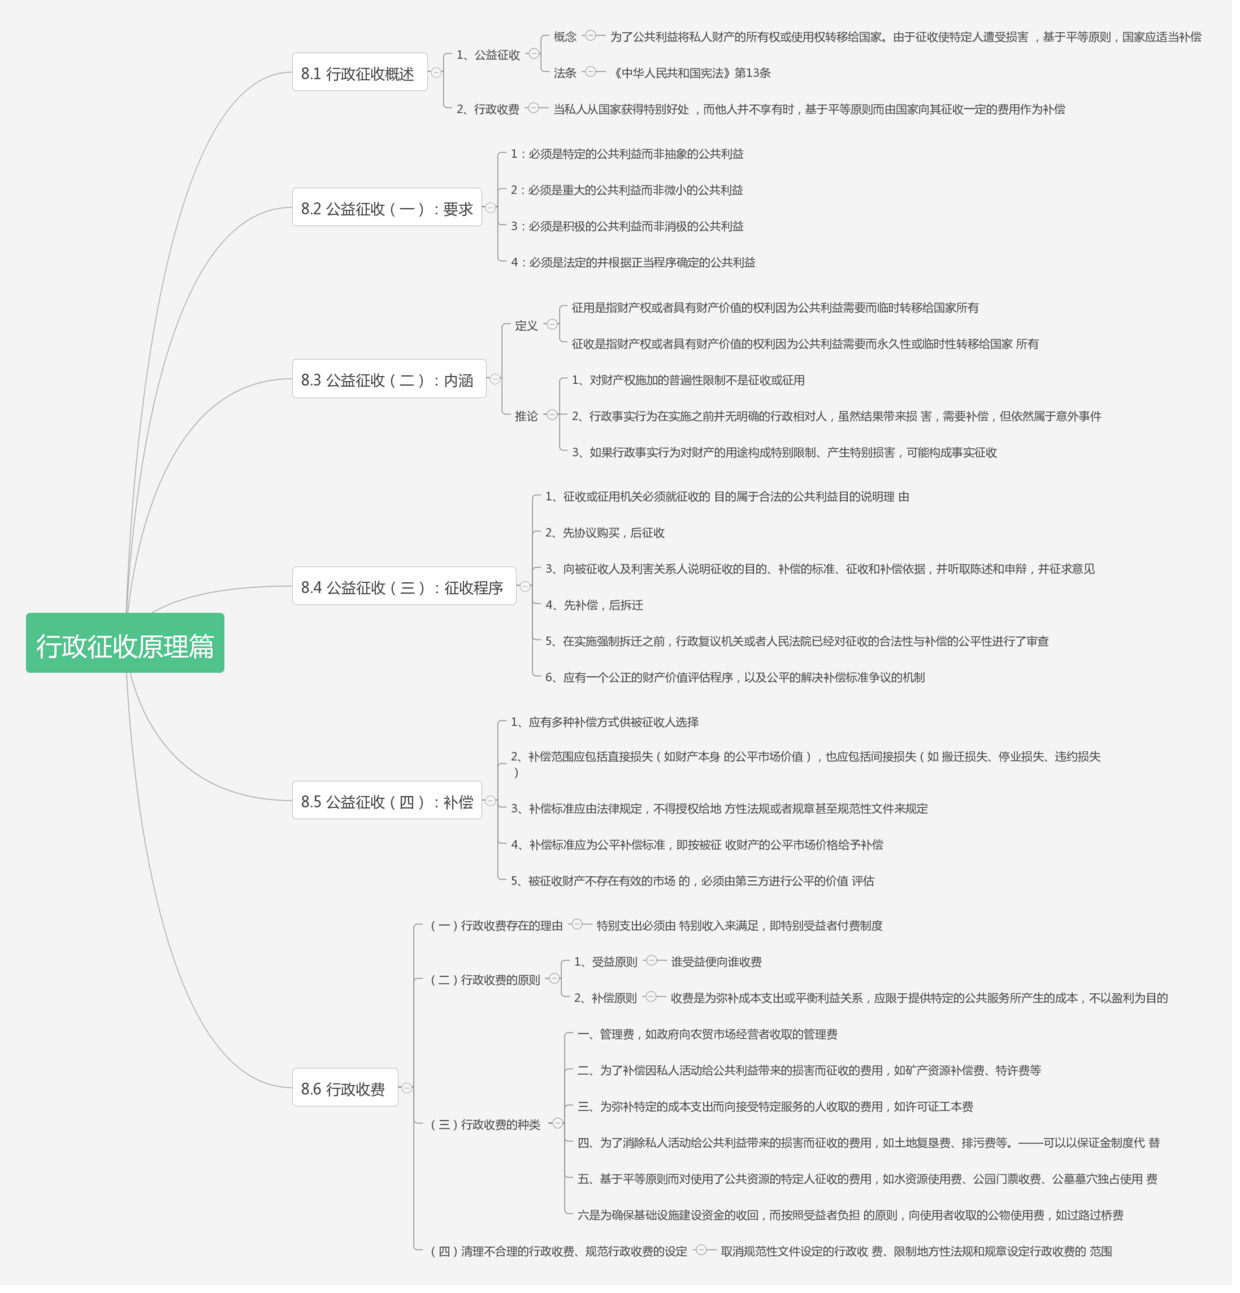 行政征收原理篇
8.1 行政征收概述
1、公益征收
概念
为了公共利益将私人财产的所有权或使用权转移给国家。由于征收使特定人遭受损害 ，基于平等原则，国家应适当补偿
法条
《中华人民共和国宪法》第13条
2、行政收费
当私人从国家获得特别好处 ，而他人并不享有时，基于平等原则而由国家向其征收一定的费用作为补偿
8.2 公益征收（一）：要求
1：必须是特定的公共利益而非抽象的公共利益
2：必须是重大的公共利益而非微小的公共利益
3：必须是积极的公共利益而非消极的公共利益
4：必须是法定的并根据正当程序确定的公共利益
8.3 公益征收（二）：内涵
定义
征用是指财产权或者具有财产价值的权利因为公共利益需要而临时转移给国家所有
征收是指财产权或者具有财产价值的权利因为公共利益需要而永久性或临时性转移给国家 所有
推论
1、对财产权施加的普遍性限制不是征收或征用
2、行政事实行为在实施之前并无明确的行政相对人，虽然结果带来损 害，需要补偿，但依然属于意外事件
3、如果行政事实行为对财产的用途构成特别限制、产生特别损害，可能构成事实征收
8.4 公益征收（三）：征收程序
1、征收或征用机关必须就征收的 目的属于合法的公共利益目的说明理 由
2、先协议购买，后征收
3、向被征收人及利害关系人说明征收的目的、补偿的标准、征收和补偿依据，并听取陈述和申辩，并征求意见
4、先补偿，后拆迁
5、在实施强制拆迁之前，行政复议机关或者人民法院已经对征收的合法性与补偿的公平性进行了审查
6、应有一个公正的财产价值评估程序，以及公平的解决补偿标准争议的机制
8.5 公益征收（四）：补偿
1、应有多种补偿方式供被征收人选择
2、补偿范围应包括直接损失（如财产本身 的公平市场价值），也应包括间接损失（如 搬迁损失、停业损失、违约损失
）
3、补偿标准应由法律规定，不得授权给地 方性法规或者规章甚至规范性文件来规定
4、补偿标准应为公平补偿标准，即按被征 收财产的公平市场价格给予补偿
5、被征收财产不存在有效的市场 的，必须由第三方进行公平的价值 评估
8.6 行政收费
（一）行政收费存在的理由
特别支出必须由 特别收入来满足，即特别受益者付费制度
（二）行政收费的原则
1、受益原则
谁受益便向谁收费
2、补偿原则
收费是为弥补成本支出或平衡利益关系，应限于提供特定的公共服务所产生的成本，不以盈利为目的
（三）行政收费的种类
一、管理费，如政府向农贸市场经营者收取的管理费
二、为了补偿因私人活动给公共利益带来的损害而征收的费用，如矿产资源补偿费、特许费等
三、为弥补特定的成本支出而向接受特定服务的人收取的费用，如许可证工本费
四、为了消除私人活动给公共利益带来的损害而征收的费用，如土地复垦费、排污费等。——可以以保证金制度代 替
五、基于平等原则而对使用了公共资源的特定人征收的费用，如水资源使用费、公园门票收费、公墓墓穴独占使用 费
六是为确保基础设施建设资金的收回，而按照受益者负担 的原则，向使用者收取的公物使用费，如过路过桥费
（四）清理不合理的行政收费、规范行政收费的设定
取消规范性文件设定的行政收 费、限制地方性法规和规章设定行政收费的 范围